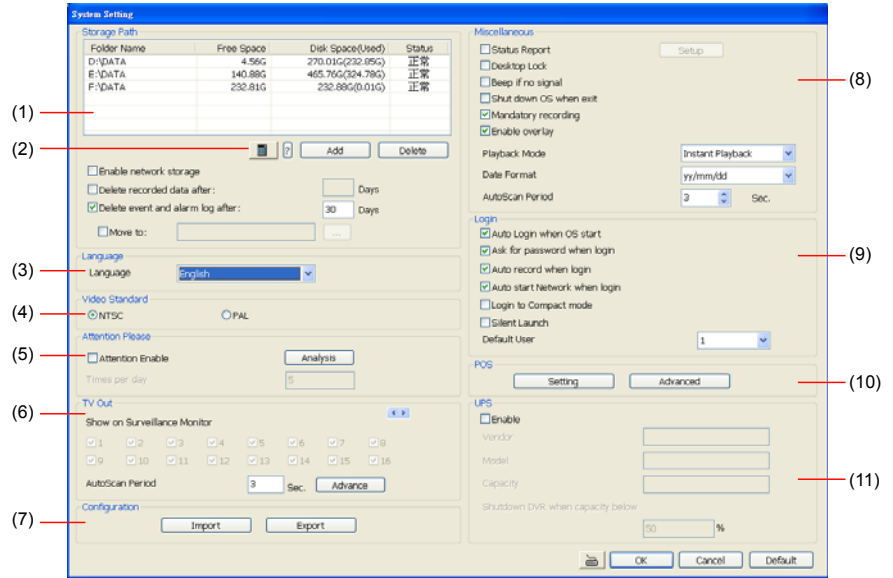 System Setting
Storage Path
Folder Name Free Space Disk Space(Used) Status
D:\DATA 4.56G 270.01G(232.85G) 正常
E:\DATA 140.88G 465.76G(324.78G) 正常
F:\DATA 232.81G 232.88G(0.01G) 正常
(1)
(2)
? Add Delete
Enable network storage
Delete recorded data after: Days
Delete event and alarm log after: 30 Days
Move to: ...
Language
(3)
Language English
Video Standard
(4)
NTSC PAL
Attention Please
(5)
Attention Enable Analysis
Times per day 5
TV Out
(6)
Show on Surveillance Monitor
1 2 3 4 5 6 7 8
9 10 11 12 13 14 15 16
AutoScan Period 3 Sec. Advance
Configuration
(7)
Import Export
Miscellaneous
Status Report Setup
Desktop Lock
(8)
Beep if no signal
Shut down OS when exit
Mandatory recording
Enable overlay
Playback Mode Instant Playback
Date Format yy/mm/dd
AutoScan Period 3 Sec.
Login
Auto Login when OS start
Ask for password when login
(9)
Auto record when login
Auto start Network when login
Login to Compact mode
Silent Launch
Default User 1
POS
Setting Advanced
(10)
UPS
Enable
Vendor
Model
Capacity
(11)
Shutdown DVR when capacity below
50 %
OK Cancel Default